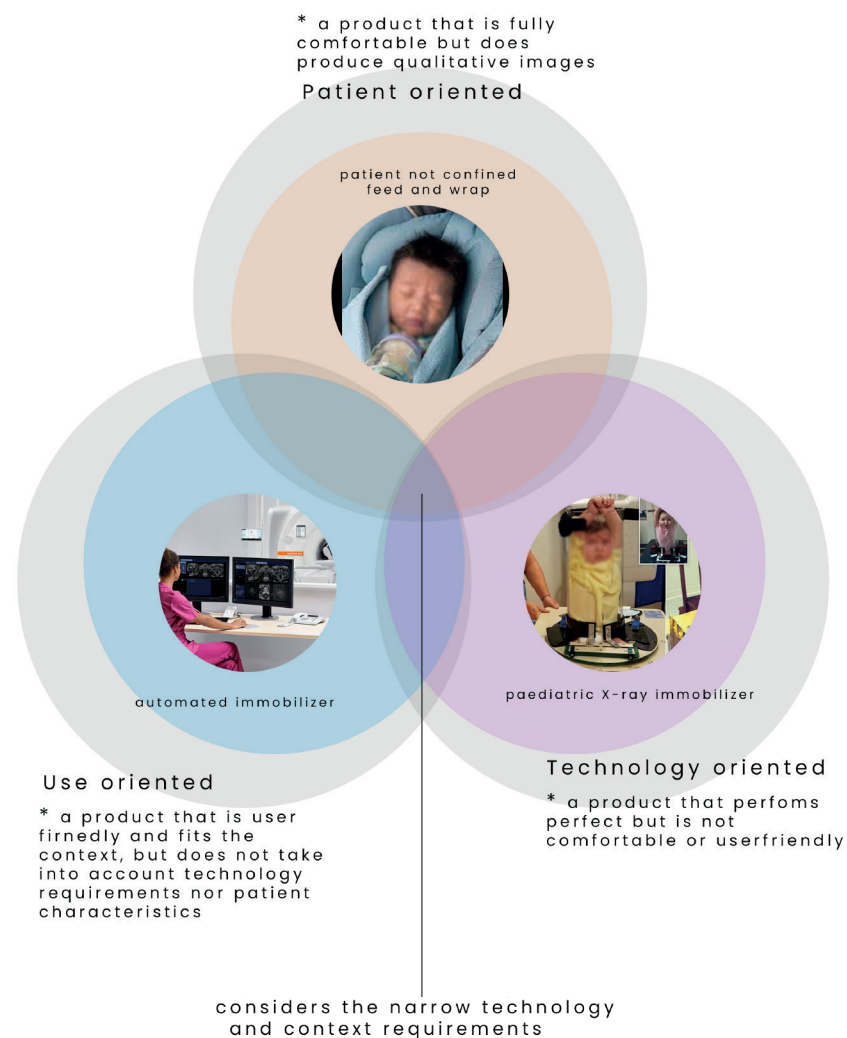 * a product that is fully
comfortable but does
produce qualitative images
Patient oriented
patient not confined
feed and wrap
automated immobilizer
paediatric X-ray immobilizer
Use oriented
* a product that is user
firnedly and fits the
context, but does not take
into account technology
requirements nor patient
characteristics
Technology oriented
* a product that perfoms
perfect but is not
comfortable or userfriendly
considers the narrow technology
and context requirements